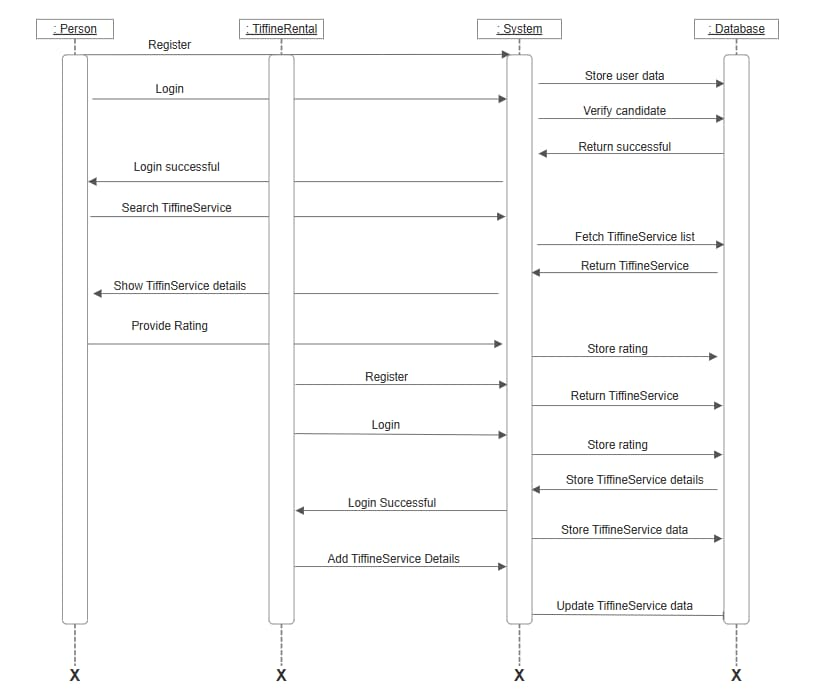 : Person
: TiffineRental
: System
: Database
Register
Store user data
Login
Verify candidate
Return successful
Login successful
Search TiffineService
Fetch TiffineService list
Return TiffineService
Show TiffinService details
Provide Rating
Store rating
Register
Return TiffineService
Login
Store rating
Store TiffineService details
Login Successful
Store TiffineService data
Add TiffineService Details
Update TiffineService data
X
X
X
X